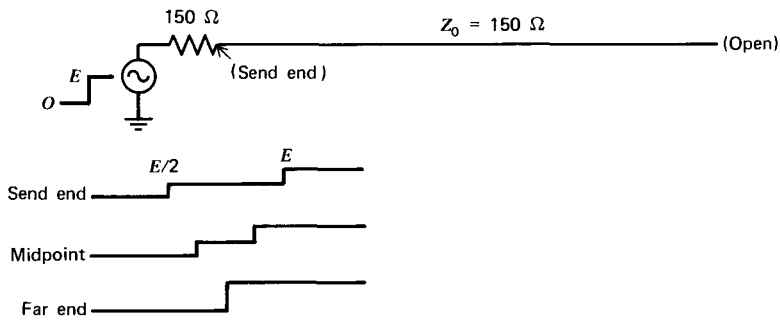 150 Ω
Z₀ = 150 Ω
(Open)
(Send end)
E
O
E/2
E
Send end
Midpoint
Far end